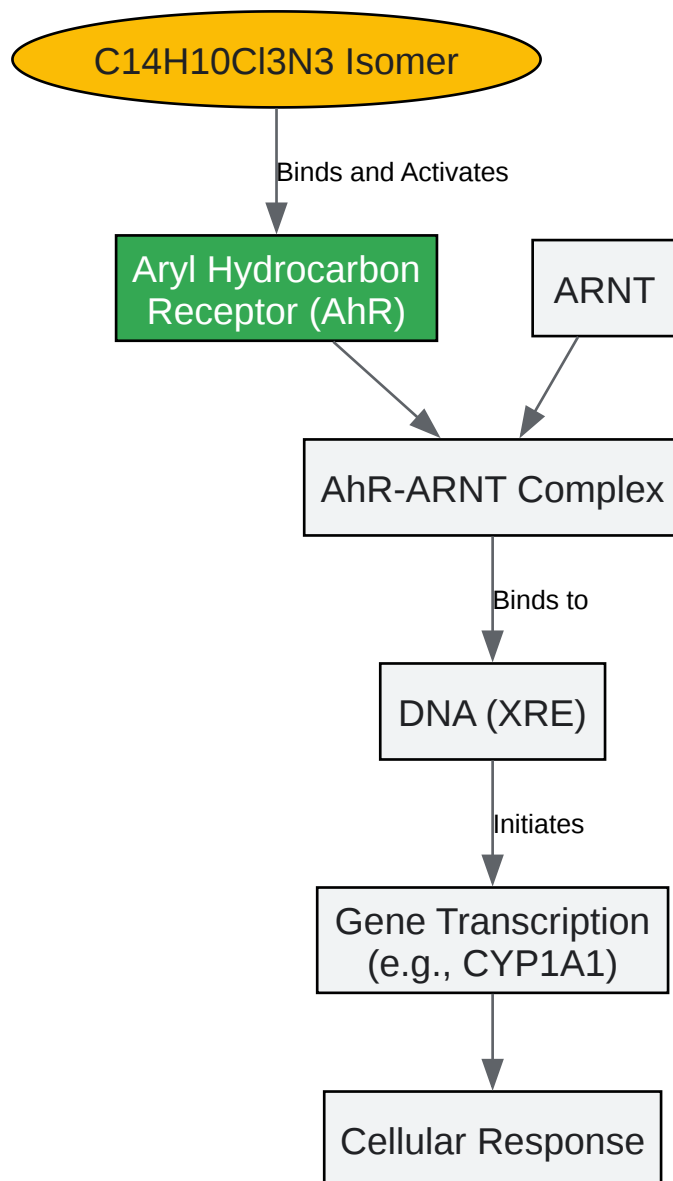 C14H10Cl3N3 Isomer
Binds and Activates
Aryl Hydrocarbon
Receptor (AhR)
ARNT
AhR-ARNT Complex
Binds to
DNA (XRE)
Initiates
Gene Transcription
(e.g., CYP1A1)
Cellular Response